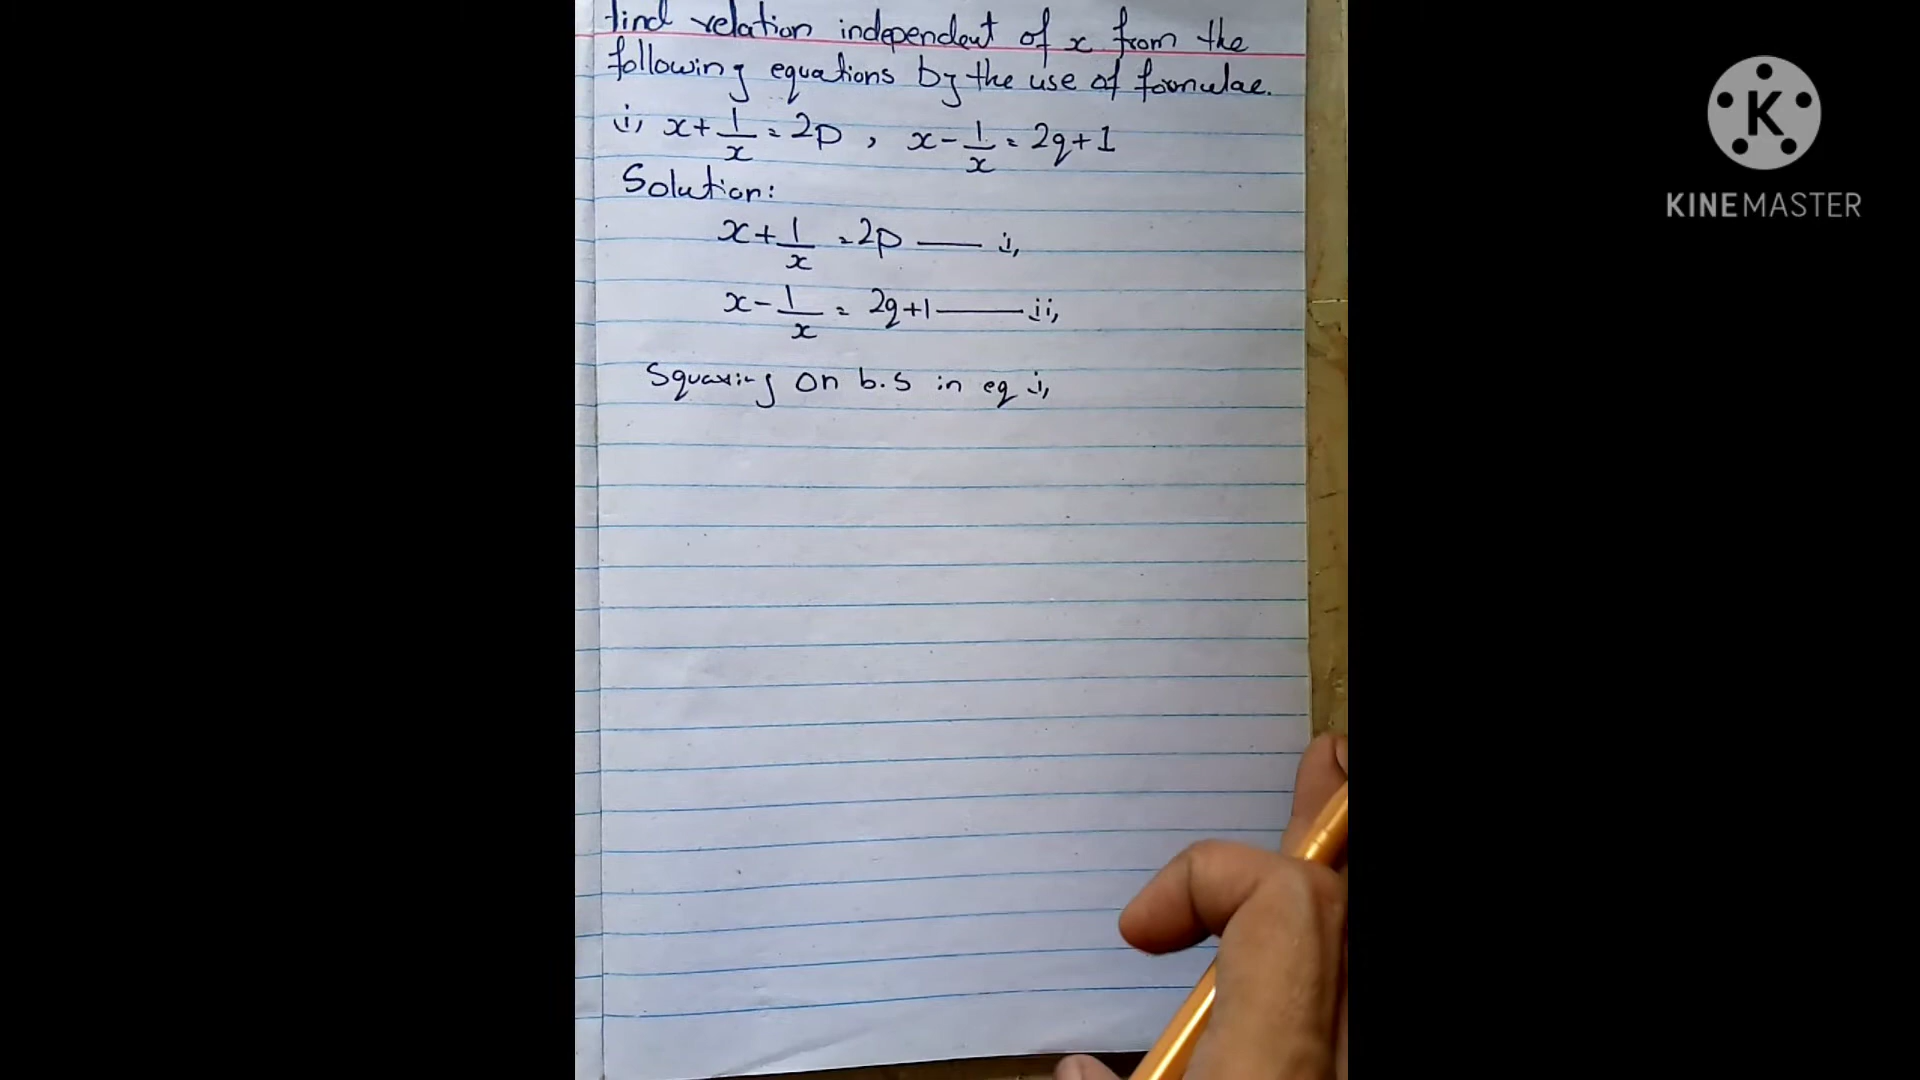 find relation independent of x from the
following equations by the use of formulae.
i, x + 1/x = 2p , x - 1/x = 2q+1
Solution:
x + 1/x = 2p —— i,
x - 1/x = 2q+1 —— ii,
Squaring on b.s in eq i,
K
KINEMASTER